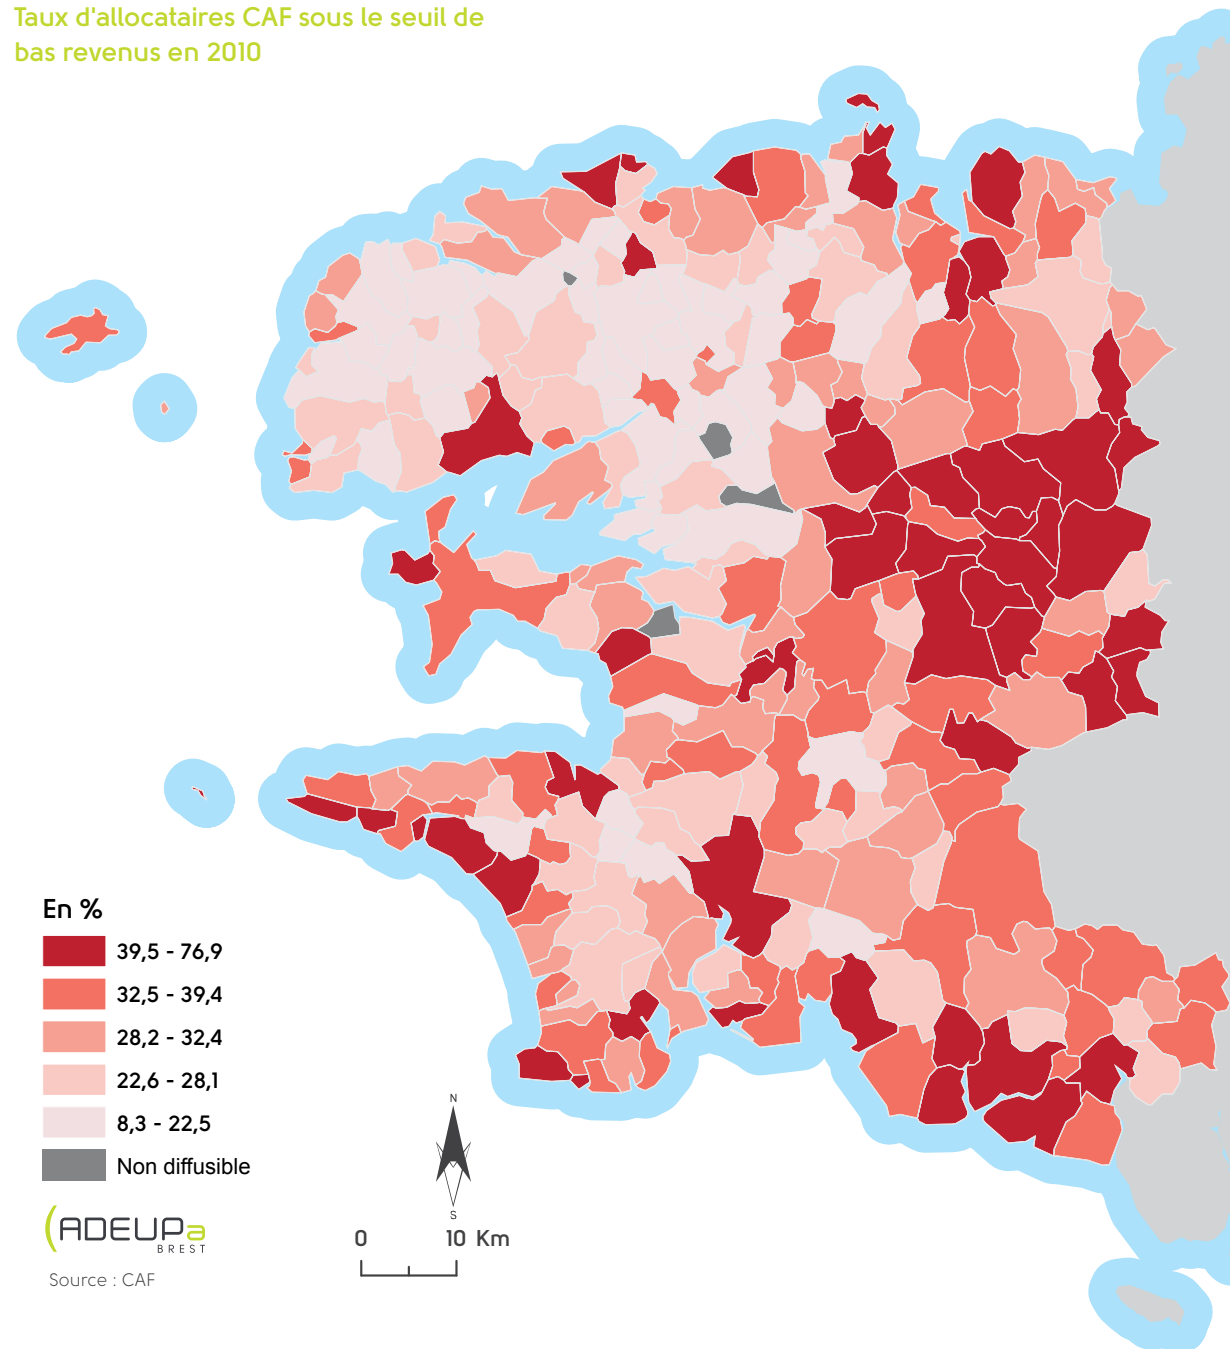 Taux d'allocataires CAF sous le seuil de
bas revenus en 2010
En %
39,5 - 76,9
32,5 - 39,4
28,2 - 32,4
22,6 - 28,1
8,3 - 22,5
Non diffusible
ADEUPa
BREST
Source : CAF
N
S
0 10 Km